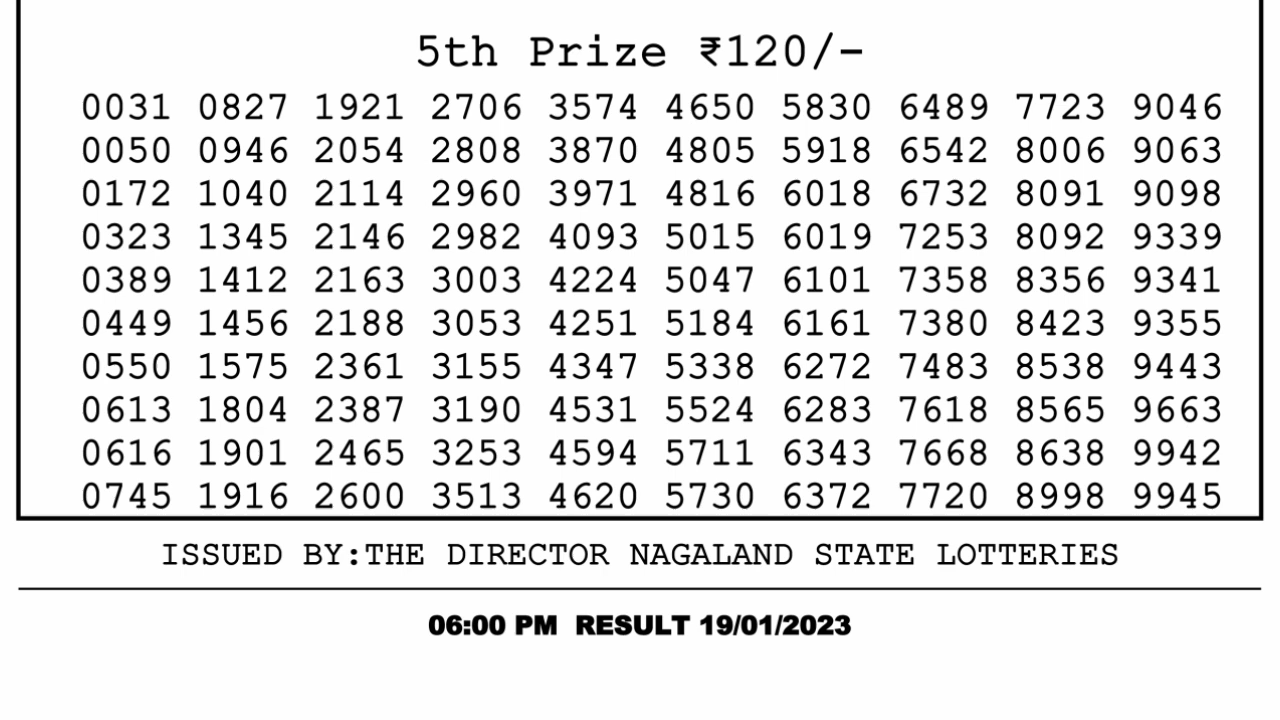 5th Prize ₹120/-
0031 0827 1921 2706 3574 4650 5830 6489 7723 9046
0050 0946 2054 2808 3870 4805 5918 6542 8006 9063
0172 1040 2114 2960 3971 4816 6018 6732 8091 9098
0323 1345 2146 2982 4093 5015 6019 7253 8092 9339
0389 1412 2163 3003 4224 5047 6101 7358 8356 9341
0449 1456 2188 3053 4251 5184 6161 7380 8423 9355
0550 1575 2361 3155 4347 5338 6272 7483 8538 9443
0613 1804 2387 3190 4531 5524 6283 7618 8565 9663
0616 1901 2465 3253 4594 5711 6343 7668 8638 9942
0745 1916 2600 3513 4620 5730 6372 7720 8998 9945
ISSUED BY:THE DIRECTOR NAGALAND STATE LOTTERIES
06:00 PM RESULT 19/01/2023